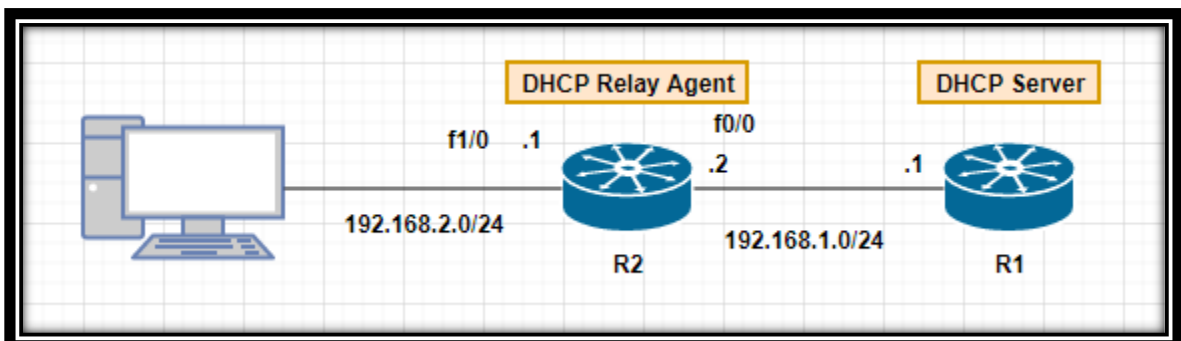 DHCP Relay Agent
DHCP Server
f1/0 .1
f0/0
.2
.1
192.168.2.0/24
192.168.1.0/24
R2
R1